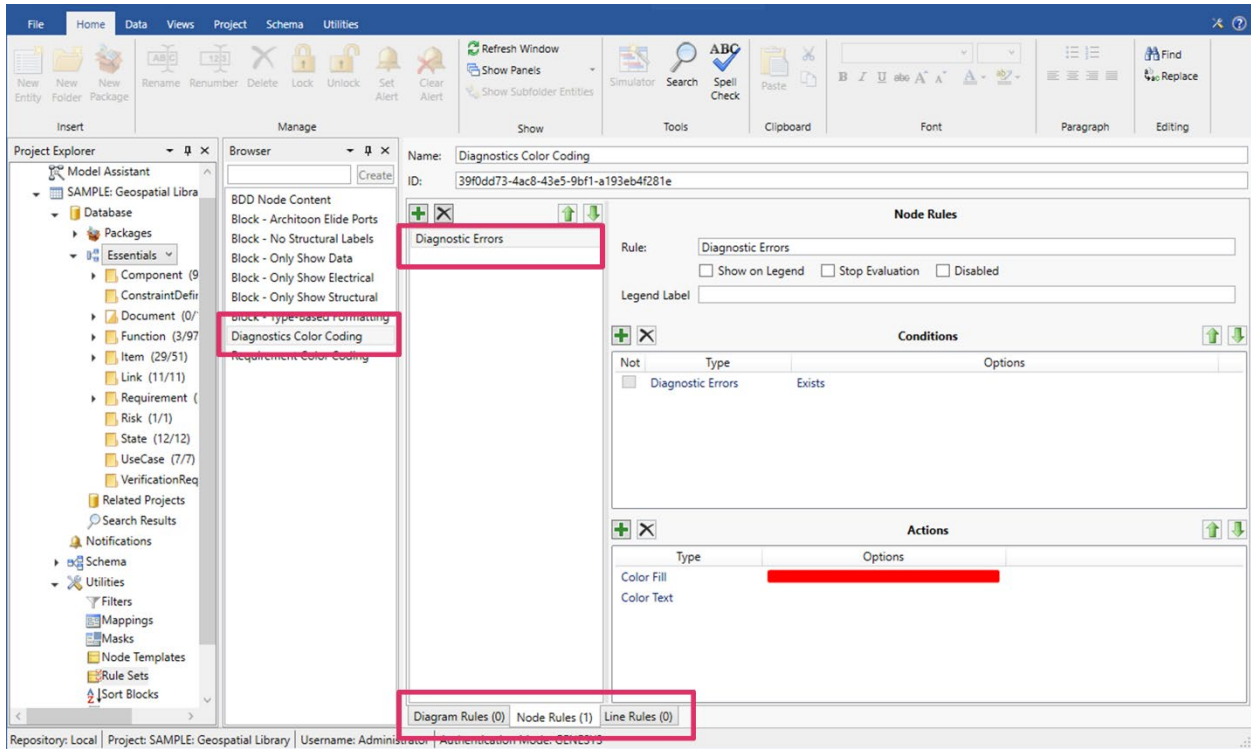 File Home Data Views Project Schema Utilities
New Entity
New Folder
New Package
Insert
Rename Renumber Delete Lock Unlock Set Alert Clear Alert
Manage
Refresh Window
Show Panels
Show Subfolder Entities
Show
Simulator Search Spell Check
ABC
Tools
Paste
Clipboard
B I U abc A A A
Font
Paragraph
Find
Replace
Editing
Project Explorer
Model Assistant
SAMPLE: Geospatial Libra
Database
Packages
Essentials
Component (9
ConstraintDefir
Document (0/
Function (3/97
Item (29/51)
Link (11/11)
Requirement (
Risk (1/1)
State (12/12)
UseCase (7/7)
VerificationReq
Related Projects
Search Results
Notifications
Schema
Utilities
Filters
Mappings
Masks
Node Templates
Rule Sets
Sort Blocks
Browser
Create
BDD Node Content
Block - Architoon Elide Ports
Block - No Structural Labels
Block - Only Show Data
Block - Only Show Electrical
Block - Only Show Structural
Block - Type-Based Formatting
Diagnostics Color Coding
Requirement Color Coding
Name: Diagnostics Color Coding
ID: 39f0dd73-4ac8-43e5-9bf1-a193eb4f281e
Diagnostic Errors
Node Rules
Rule: Diagnostic Errors
Show on Legend Stop Evaluation Disabled
Legend Label
Conditions
Not Type Options
Diagnostic Errors Exists
Actions
Type Options
Color Fill
Color Text
Diagram Rules (0) Node Rules (1) Line Rules (0)
Repository: Local Project: SAMPLE: Geospatial Library Username: Administrator Authentication Mode: GENESYS